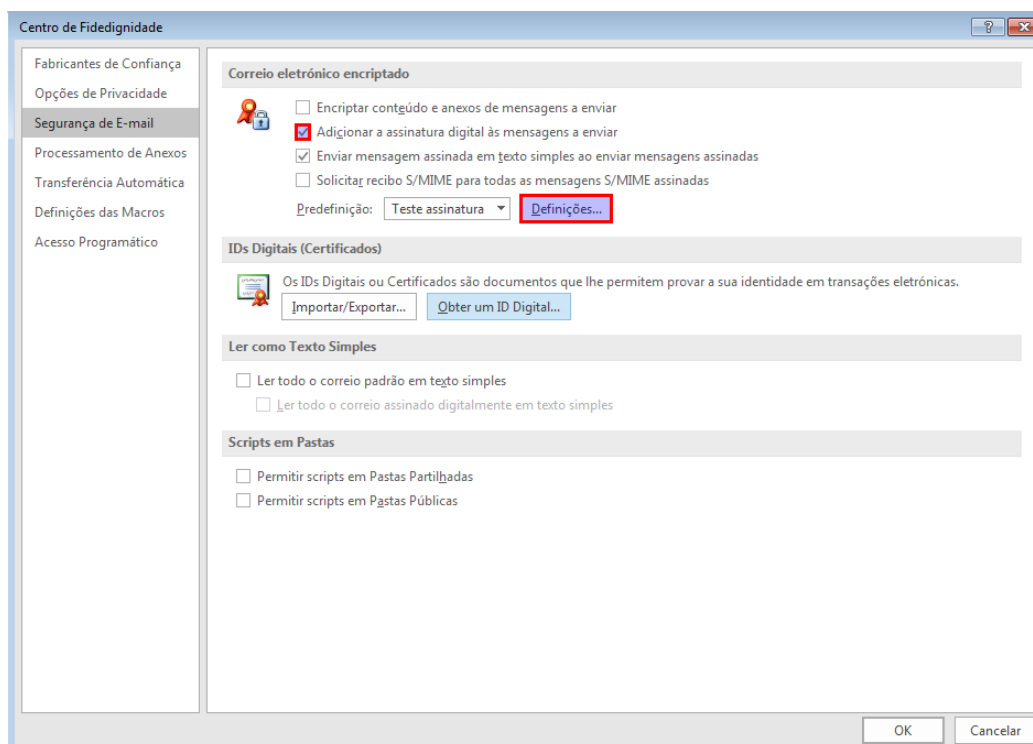 Centro de Fidedignidade
Fabricantes de Confiança
Opções de Privacidade
Segurança de E-mail
Processamento de Anexos
Transferência Automática
Definições das Macros
Acesso Programático
Correio eletrónico encriptado
Encriptar conteúdo e anexos de mensagens a enviar
Adicionar a assinatura digital às mensagens a enviar
Enviar mensagem assinada em texto simples ao enviar mensagens assinadas
Solicitar recibo S/MIME para todas as mensagens S/MIME assinadas
Predefinição: Teste assinatura Definições...
IDs Digitais (Certificados)
Os IDs Digitais ou Certificados são documentos que lhe permitem provar a sua identidade em transações eletrónicas.
Importar/Exportar... Obter um ID Digital...
Ler como Texto Simples
Ler todo o correio padrão em texto simples
Ler todo o correio assinado digitalmente em texto simples
Scripts em Pastas
Permitir scripts em Pastas Partilhadas
Permitir scripts em Pastas Públicas
OK Cancelar